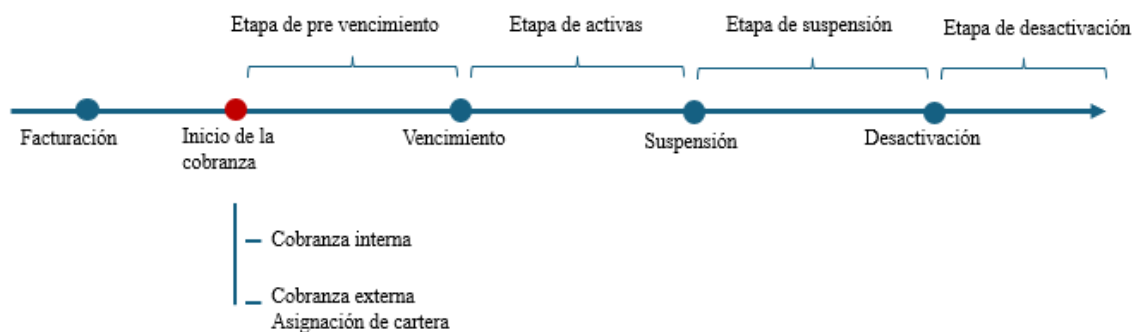 Etapa de pre vencimiento
Etapa de activas
Etapa de suspensión
Etapa de desactivación
Facturación
Inicio de la
cobranza
Vencimiento
Suspensión
Desactivación
Cobranza interna
Cobranza externa
Asignación de cartera